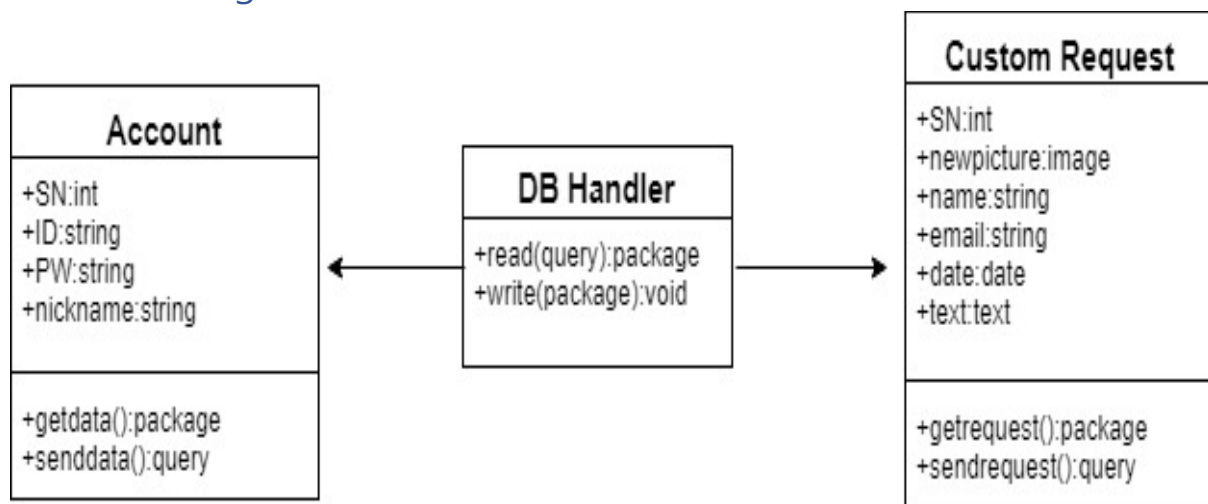 Account
+SN:int
+ID:string
+PW:string
+nickname:string
+getdata():package
+senddata():query
DB Handler
+read(query):package
+write(package):void
Custom Request
+SN:int
+newpicture:image
+name:string
+email:string
+date:date
+text:text
+getrequest():package
+sendrequest():query